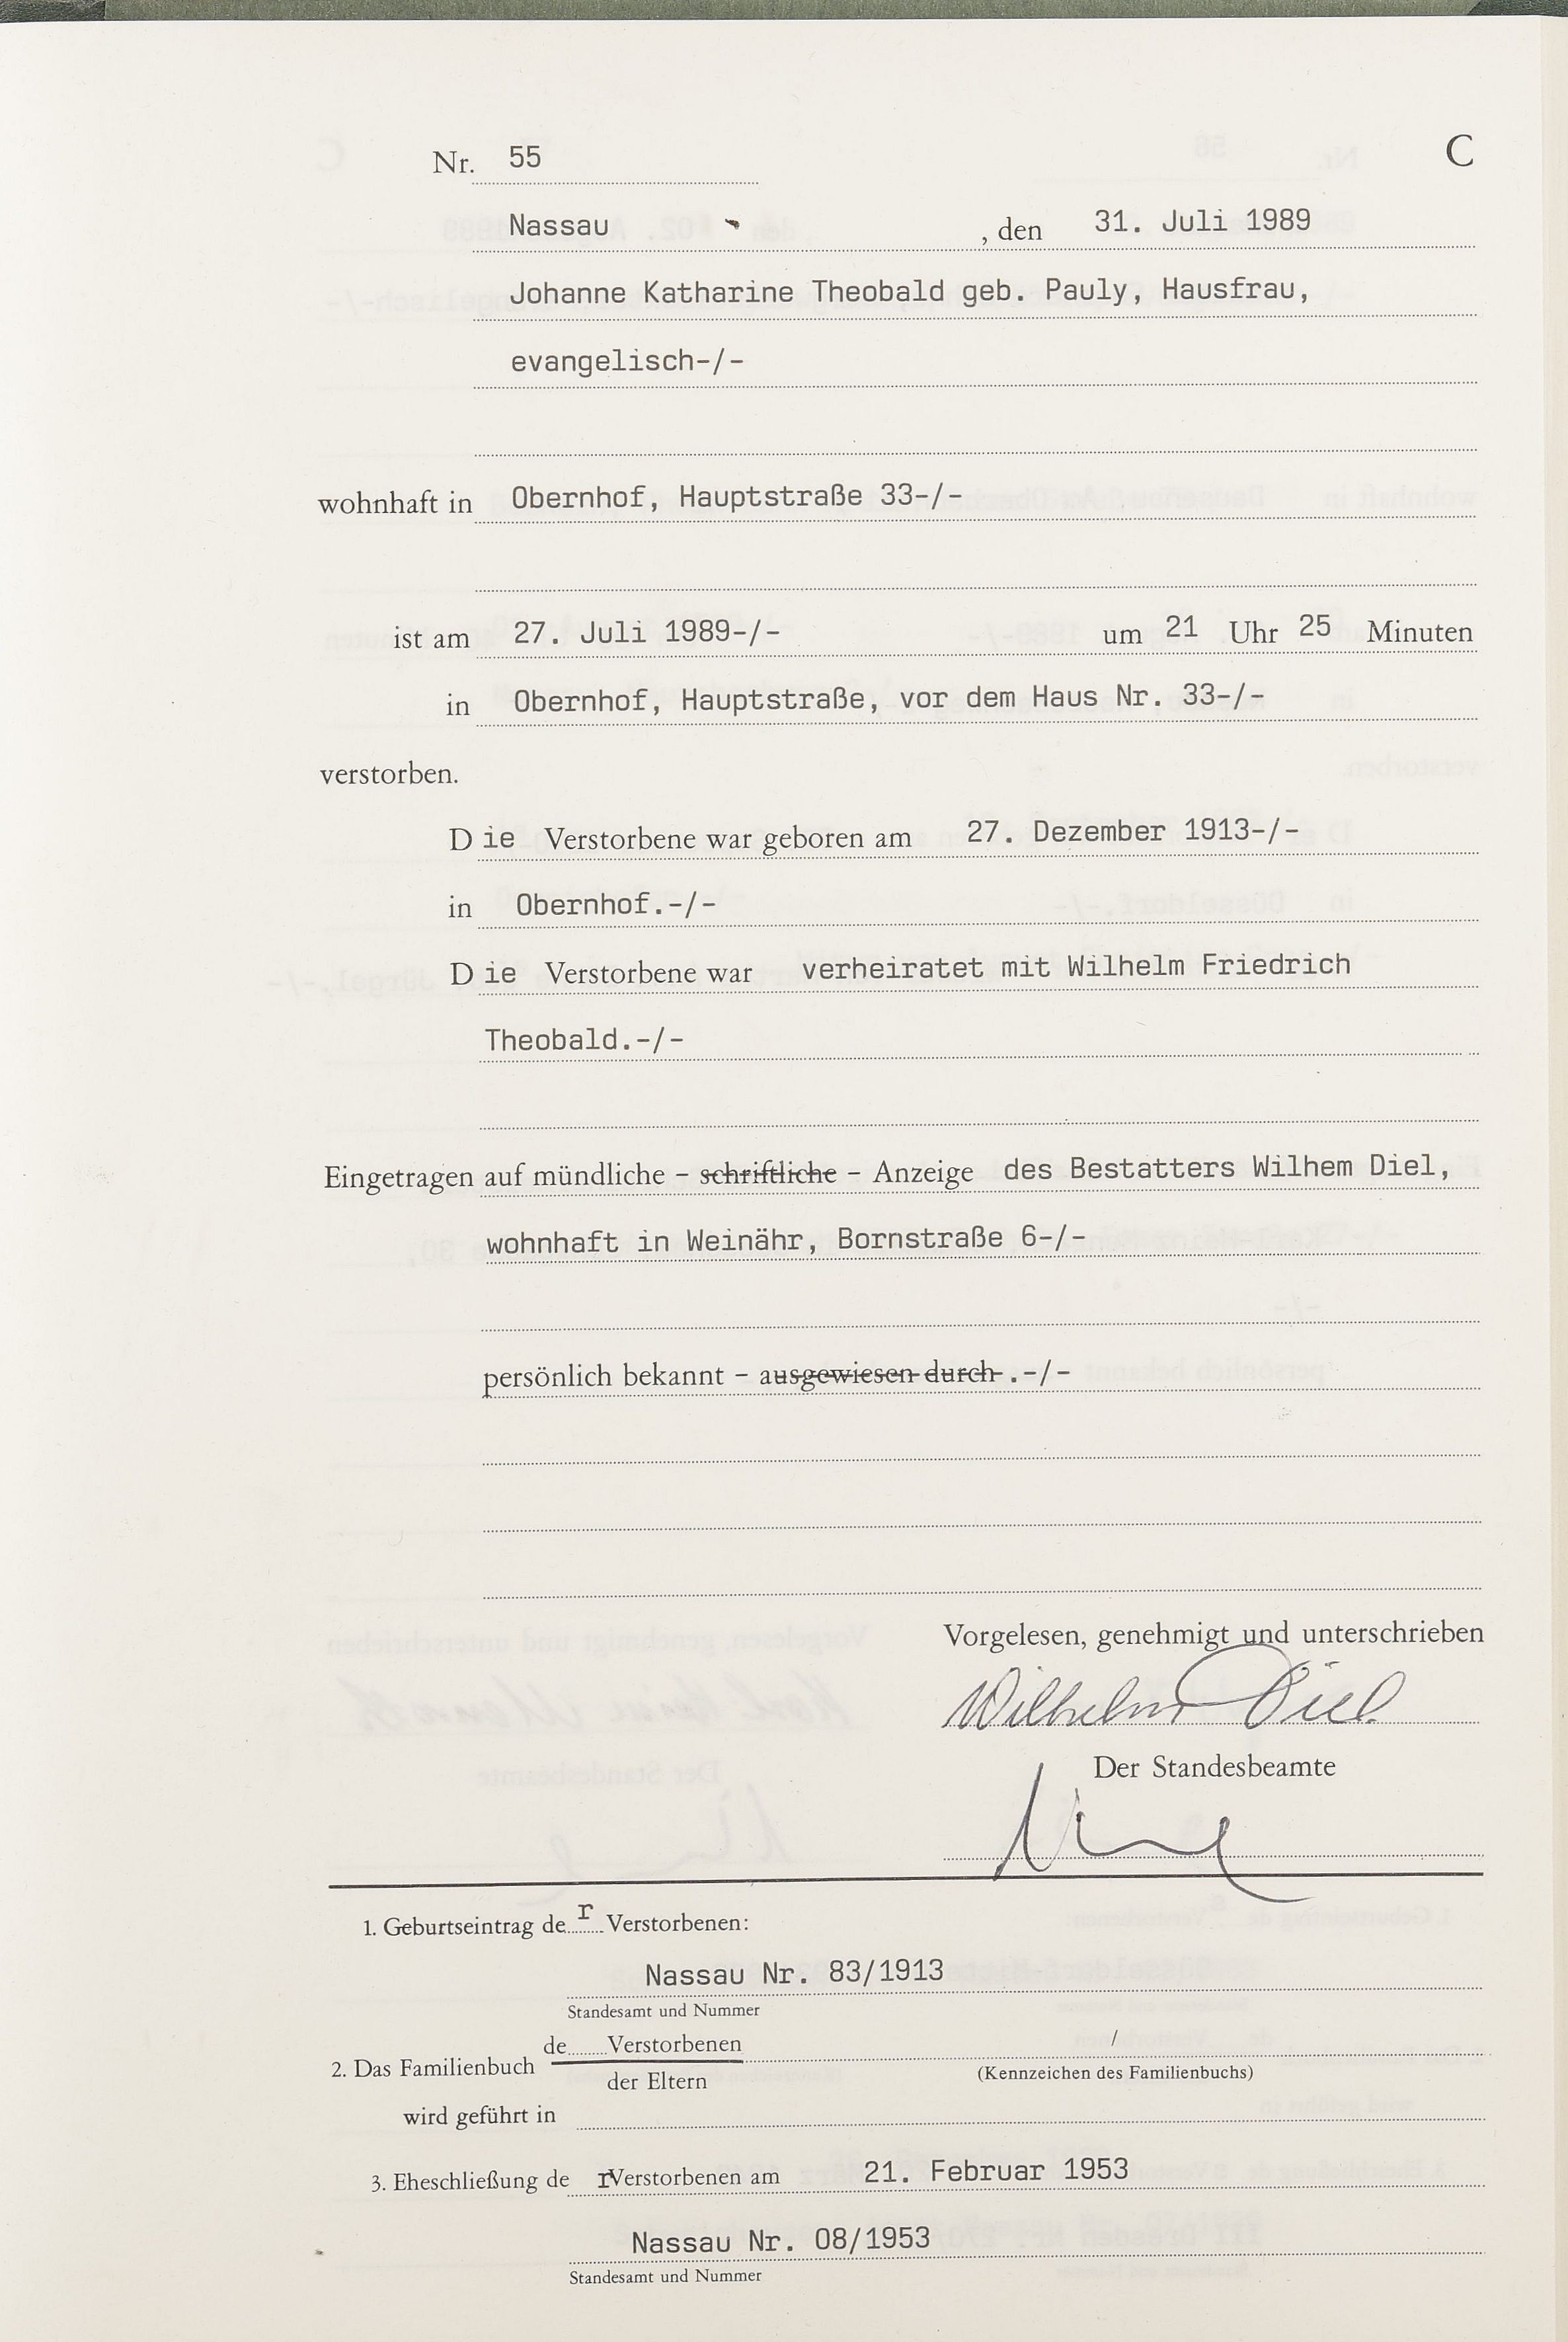 Nr. 55 C
Nassau , den 31. Juli 1989
Johanne Katharine Theobald geb. Pauly, Hausfrau,
evangelisch-/-
wohnhaft in Obernhof, Hauptstraße 33-/-
ist am 27. Juli 1989-/- um 21 Uhr 25 Minuten
in Obernhof, Hauptstraße, vor dem Haus Nr. 33-/-
verstorben.
Die Verstorbene war geboren am 27. Dezember 1913-/-
in Obernhof.-/-
Die Verstorbene war verheiratet mit Wilhelm Friedrich
Theobald.-/-
Eingetragen auf mündliche – schriftliche – Anzeige des Bestatters Wilhem Diel,
wohnhaft in Weinähr, Bornstraße 6-/-
persönlich bekannt – ausgewiesen durch .-/-
Vorgelesen, genehmigt und unterschrieben
Wilhelm Diel
Der Standesbeamte
1. Geburtseintrag der Verstorbenen:
Nassau Nr. 83/1913
Standesamt und Nummer
de Verstorbenen /
2. Das Familienbuch
der Eltern (Kennzeichen des Familienbuchs)
wird geführt in
3. Eheschließung de rVerstorbenen am 21. Februar 1953
Nassau Nr. 08/1953
Standesamt und Nummer